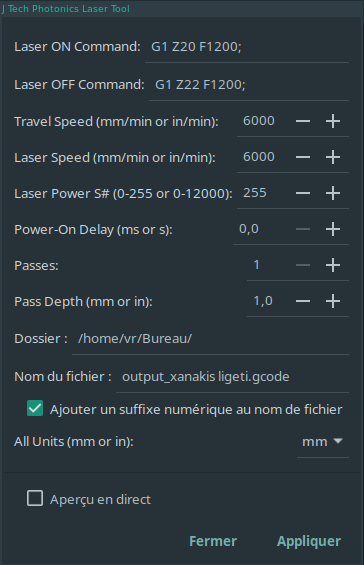 J Tech Photonics Laser Tool
Laser ON Command: G1 Z20 F1200;
Laser OFF Command: G1 Z22 F1200;
Travel Speed (mm/min or in/min): 6000
Laser Speed (mm/min or in/min): 6000
Laser Power S# (0-255 or 0-12000): 255
Power-On Delay (ms or s): 0,0
Passes: 1
Pass Depth (mm or in): 1,0
Dossier : /home/vr/Bureau/
Nom du fichier : output_xanakis ligeti.gcode
Ajouter un suffixe numérique au nom de fichier
All Units (mm or in): mm
Aperçu en direct
Fermer Appliquer